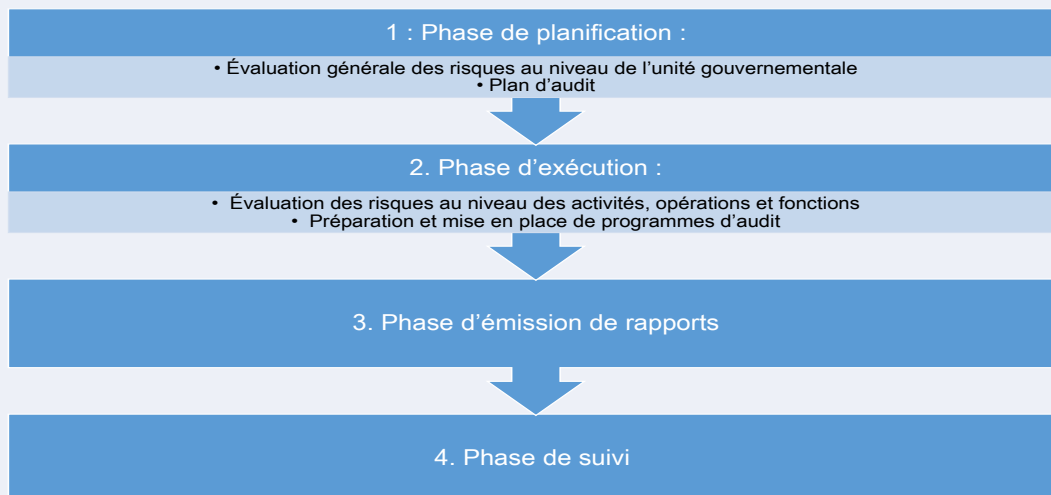 1 : Phase de planification :
• Évaluation générale des risques au niveau de l’unité gouvernementale
• Plan d’audit
2. Phase d’exécution :
• Évaluation des risques au niveau des activités, opérations et fonctions
• Préparation et mise en place de programmes d’audit
3. Phase d’émission de rapports
4. Phase de suivi